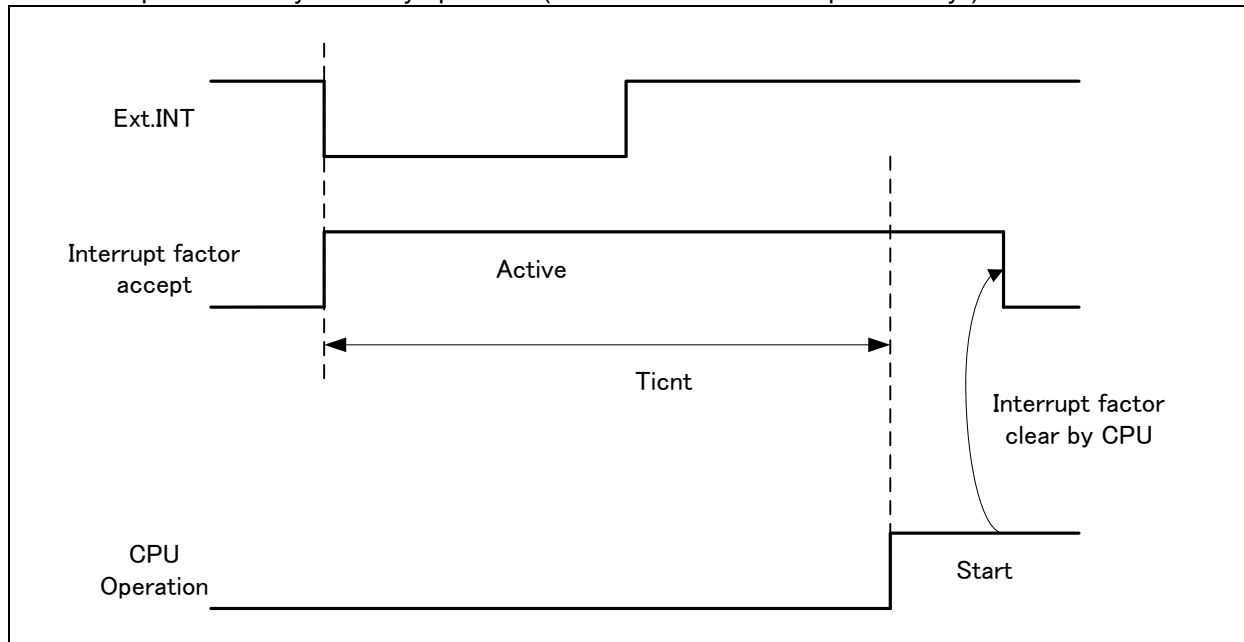 Ext.INT
Interrupt factor
accept
Active
Ticnt
Interrupt factor
clear by CPU
CPU
Operation
Start